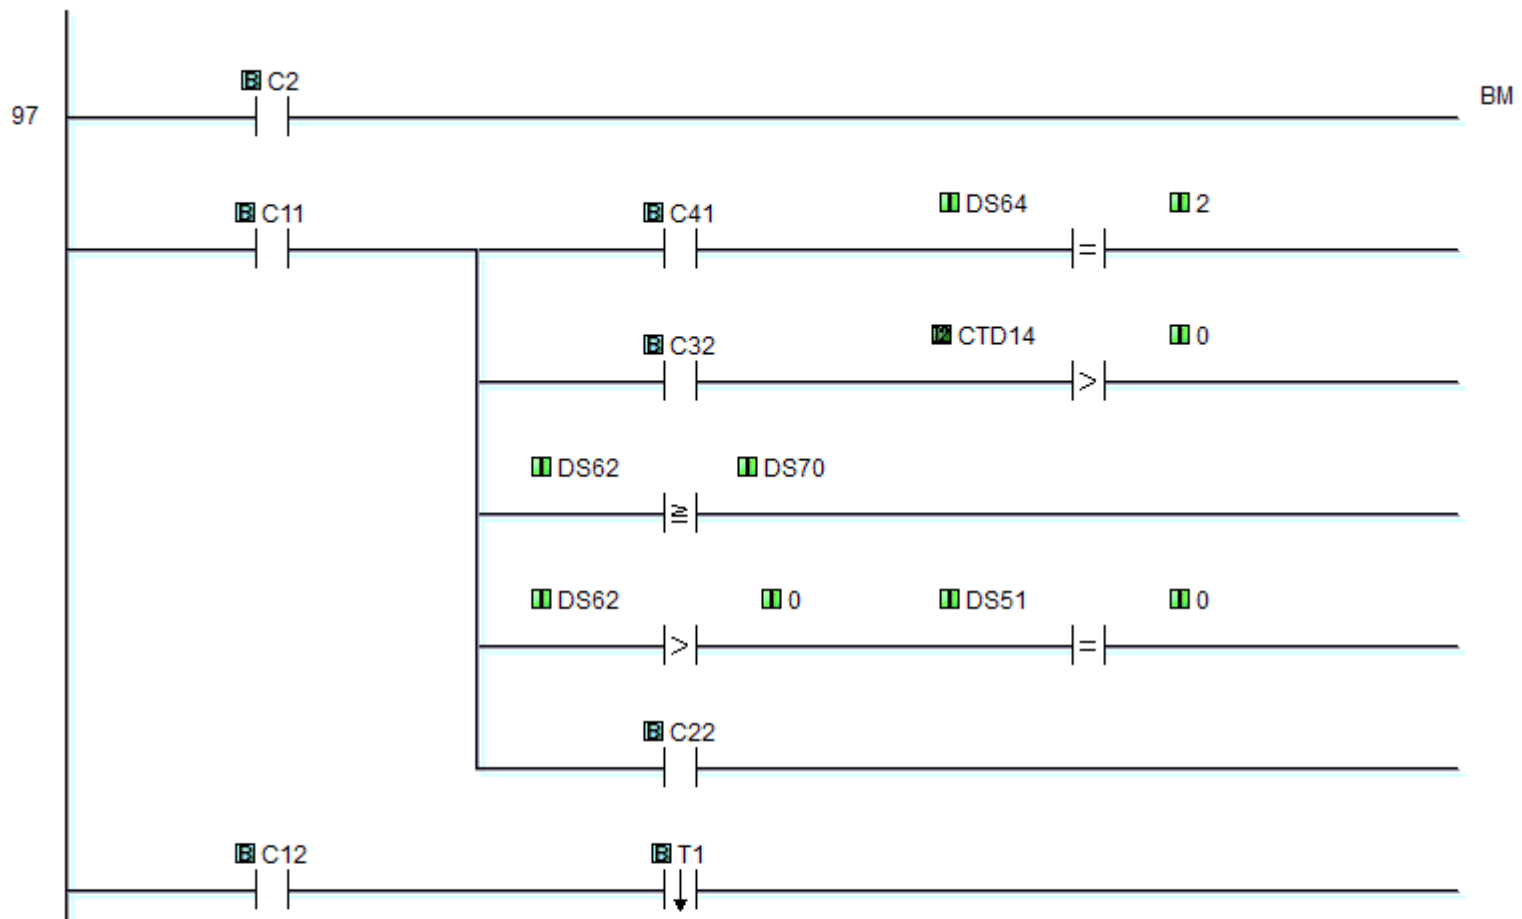 C2
97
BM
C11 C41 DS64 2
=
C32 CTD14 0
>
DS62 DS70
≧
DS62 0 DS51 0
> =
C22
C12 T1